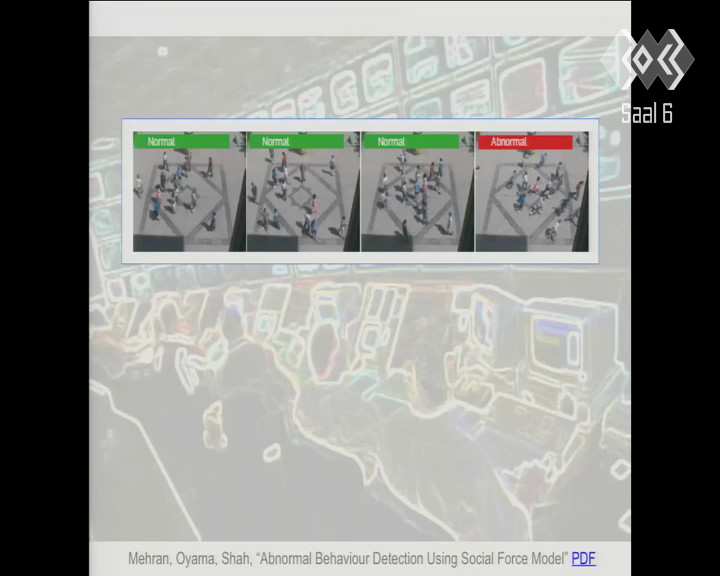 Saal 6
Normal
Normal
Normal
Abnormal
Mehran, Oyama, Shah, “Abnormal Behaviour Detection Using Social Force Model” PDF